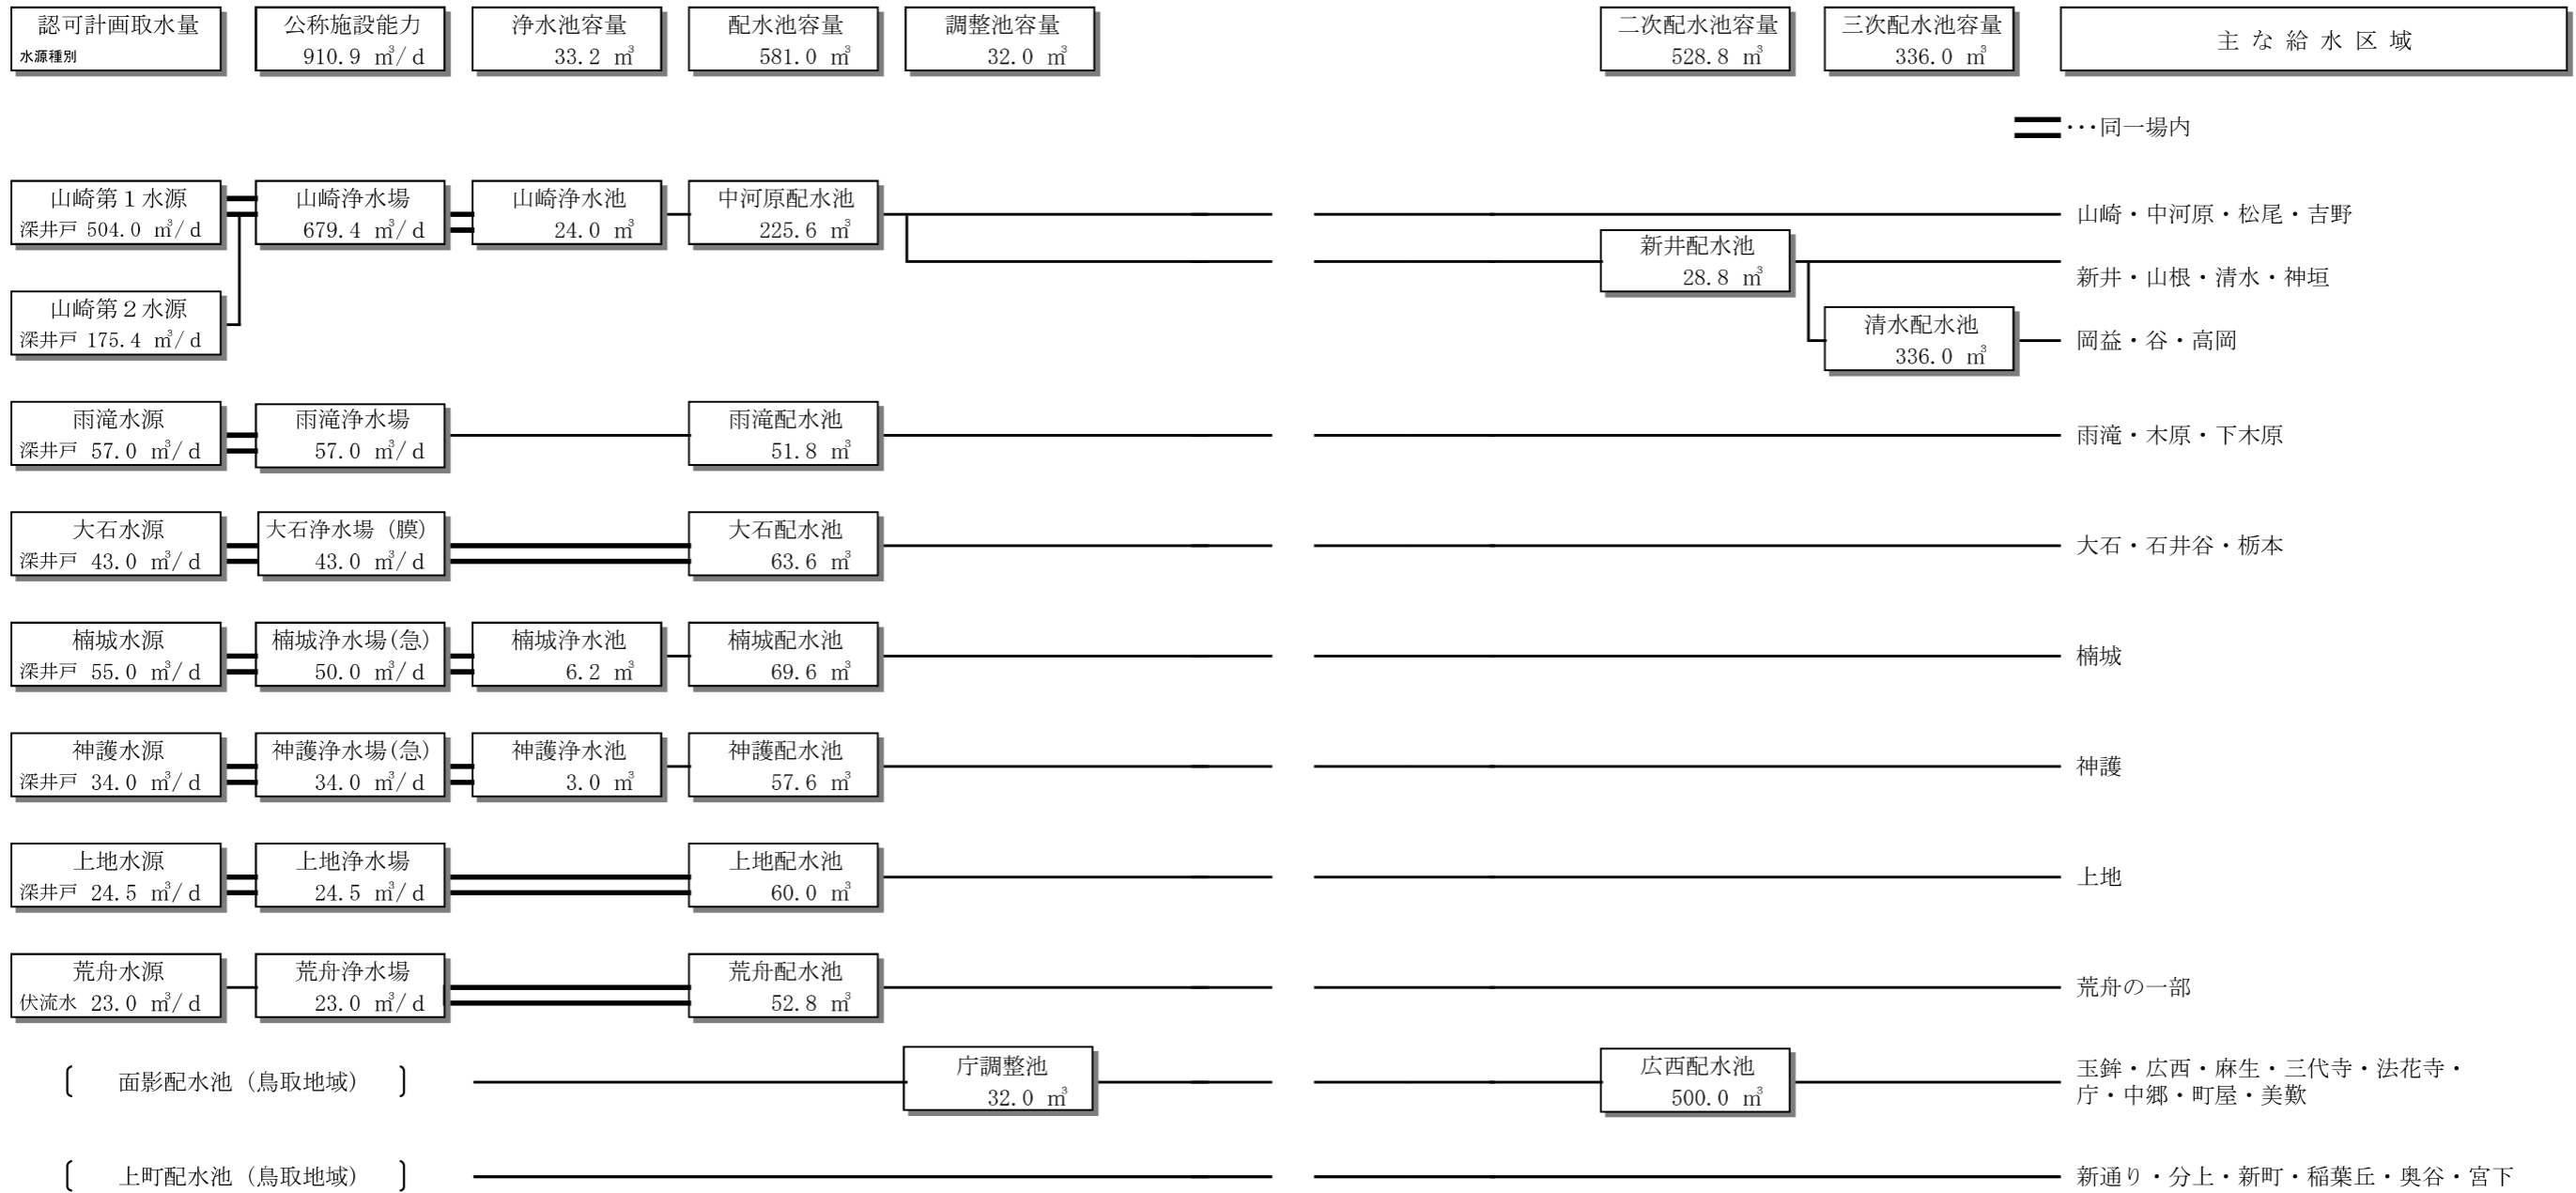 認可計画取水量
水源種別
公称施設能力
910.9 ㎥/d
浄水池容量
33.2 ㎥
配水池容量
581.0 ㎥
調整池容量
32.0 ㎥
二次配水池容量
528.8 ㎥
三次配水池容量
336.0 ㎥
主な給水区域
･･･同一場内
山崎第１水源
深井戸 504.0 ㎥/d
山崎浄水場
679.4 ㎥/d
山崎浄水池
24.0 ㎥
中河原配水池
225.6 ㎥
山崎・中河原・松尾・吉野
新井配水池
28.8 ㎥
新井・山根・清水・神垣
山崎第２水源
深井戸 175.4 ㎥/d
清水配水池
336.0 ㎥
岡益・谷・高岡
雨滝水源
深井戸 57.0 ㎥/d
雨滝浄水場
57.0 ㎥/d
雨滝配水池
51.8 ㎥
雨滝・木原・下木原
大石水源
深井戸 43.0 ㎥/d
大石浄水場（膜）
43.0 ㎥/d
大石配水池
63.6 ㎥
大石・石井谷・栃本
楠城水源
深井戸 55.0 ㎥/d
楠城浄水場(急)
50.0 ㎥/d
楠城浄水池
6.2 ㎥
楠城配水池
69.6 ㎥
楠城
神護水源
深井戸 34.0 ㎥/d
神護浄水場(急)
34.0 ㎥/d
神護浄水池
3.0 ㎥
神護配水池
57.6 ㎥
神護
上地水源
深井戸 24.5 ㎥/d
上地浄水場
24.5 ㎥/d
上地配水池
60.0 ㎥
上地
荒舟水源
伏流水 23.0 ㎥/d
荒舟浄水場
23.0 ㎥/d
荒舟配水池
52.8 ㎥
荒舟の一部
〔 面影配水池（鳥取地域） 〕
庁調整池
32.0 ㎥
広西配水池
500.0 ㎥
玉鉾・広西・麻生・三代寺・法花寺・
庁・中郷・町屋・美歎
〔 上町配水池（鳥取地域） 〕
新通り・分上・新町・稲葉丘・奥谷・宮下